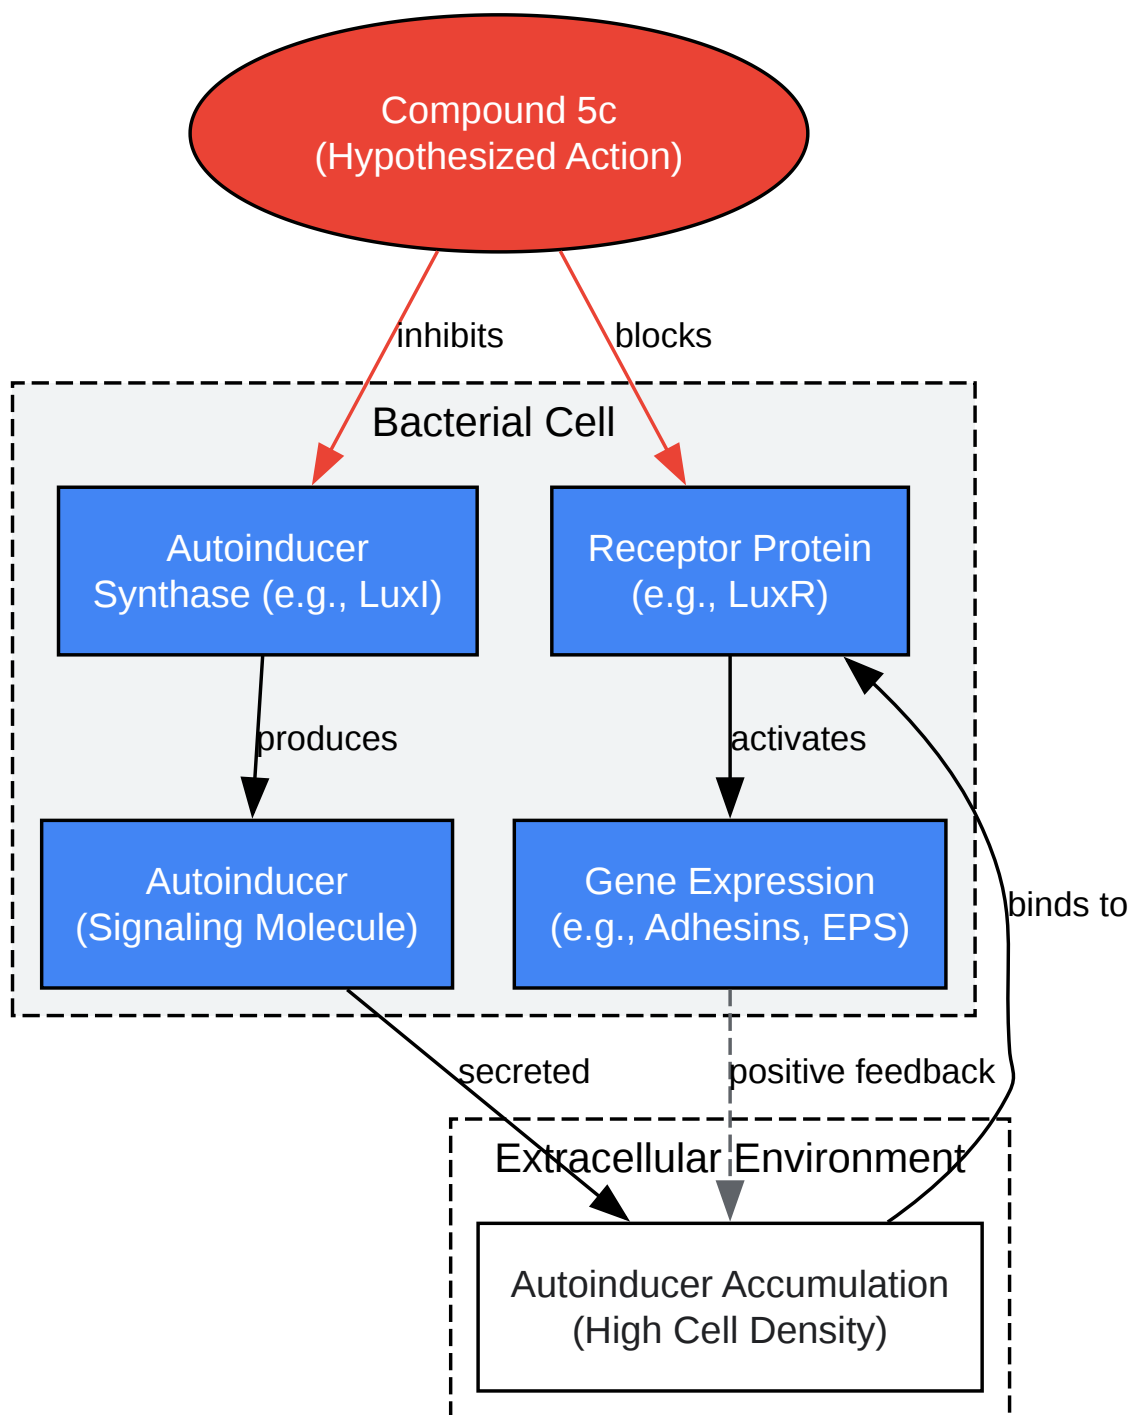 Compound 5c
(Hypothesized Action)
inhibits
blocks
Bacterial Cell
Autoinducer
Synthase (e.g., LuxI)
Receptor Protein
(e.g., LuxR)
produces
activates
Autoinducer
(Signaling Molecule)
Gene Expression
(e.g., Adhesins, EPS)
binds to
secreted
positive feedback
Extracellular Environment
Autoinducer Accumulation
(High Cell Density)